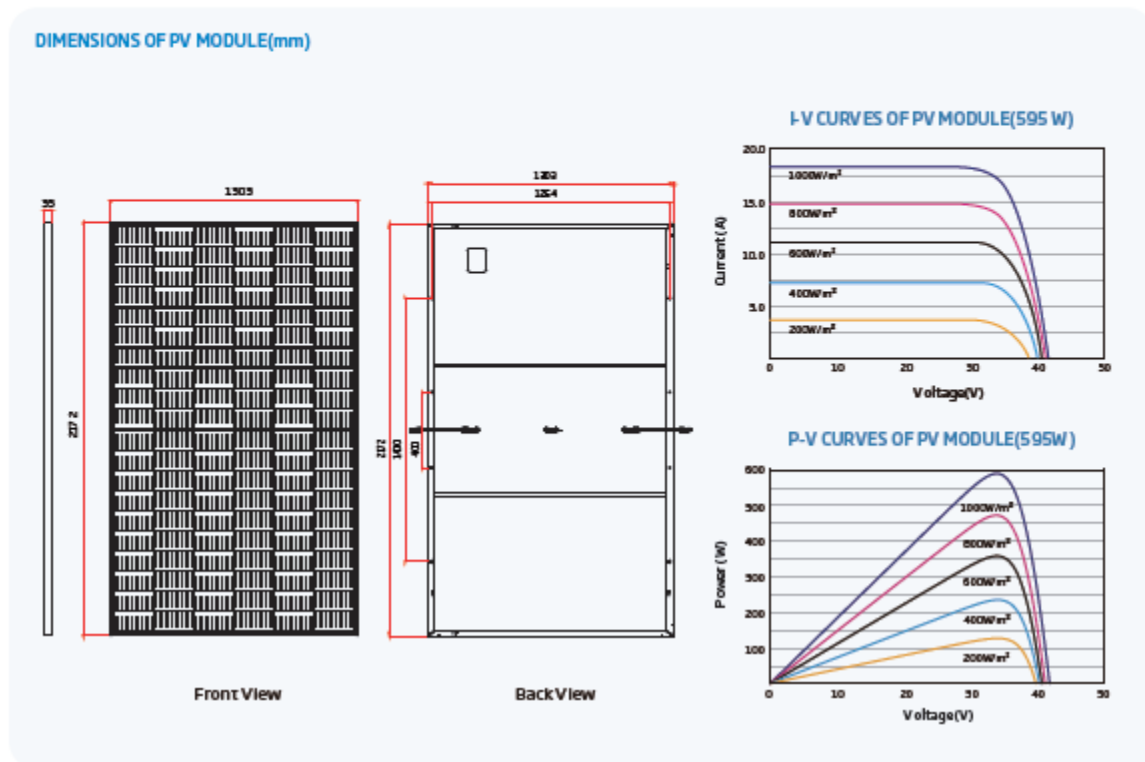 DIMENSIONS OF PV MODULE(mm)
35
1303
2172
Front View
1303
1264
2172
1400
400
Back View
I-V CURVES OF PV MODULE(595 W)
Current (A)
20.0
15.0
10.0
5.0
1000W/m²
800W/m²
600W/m²
400W/m²
200W/m²
0 10 20 30 40 50
Voltage(V)
P-V CURVES OF PV MODULE(595W)
Power (W)
600
500
400
300
200
100
1000W/m²
800W/m²
600W/m²
400W/m²
200W/m²
0 10 20 30 40 50
Voltage(V)